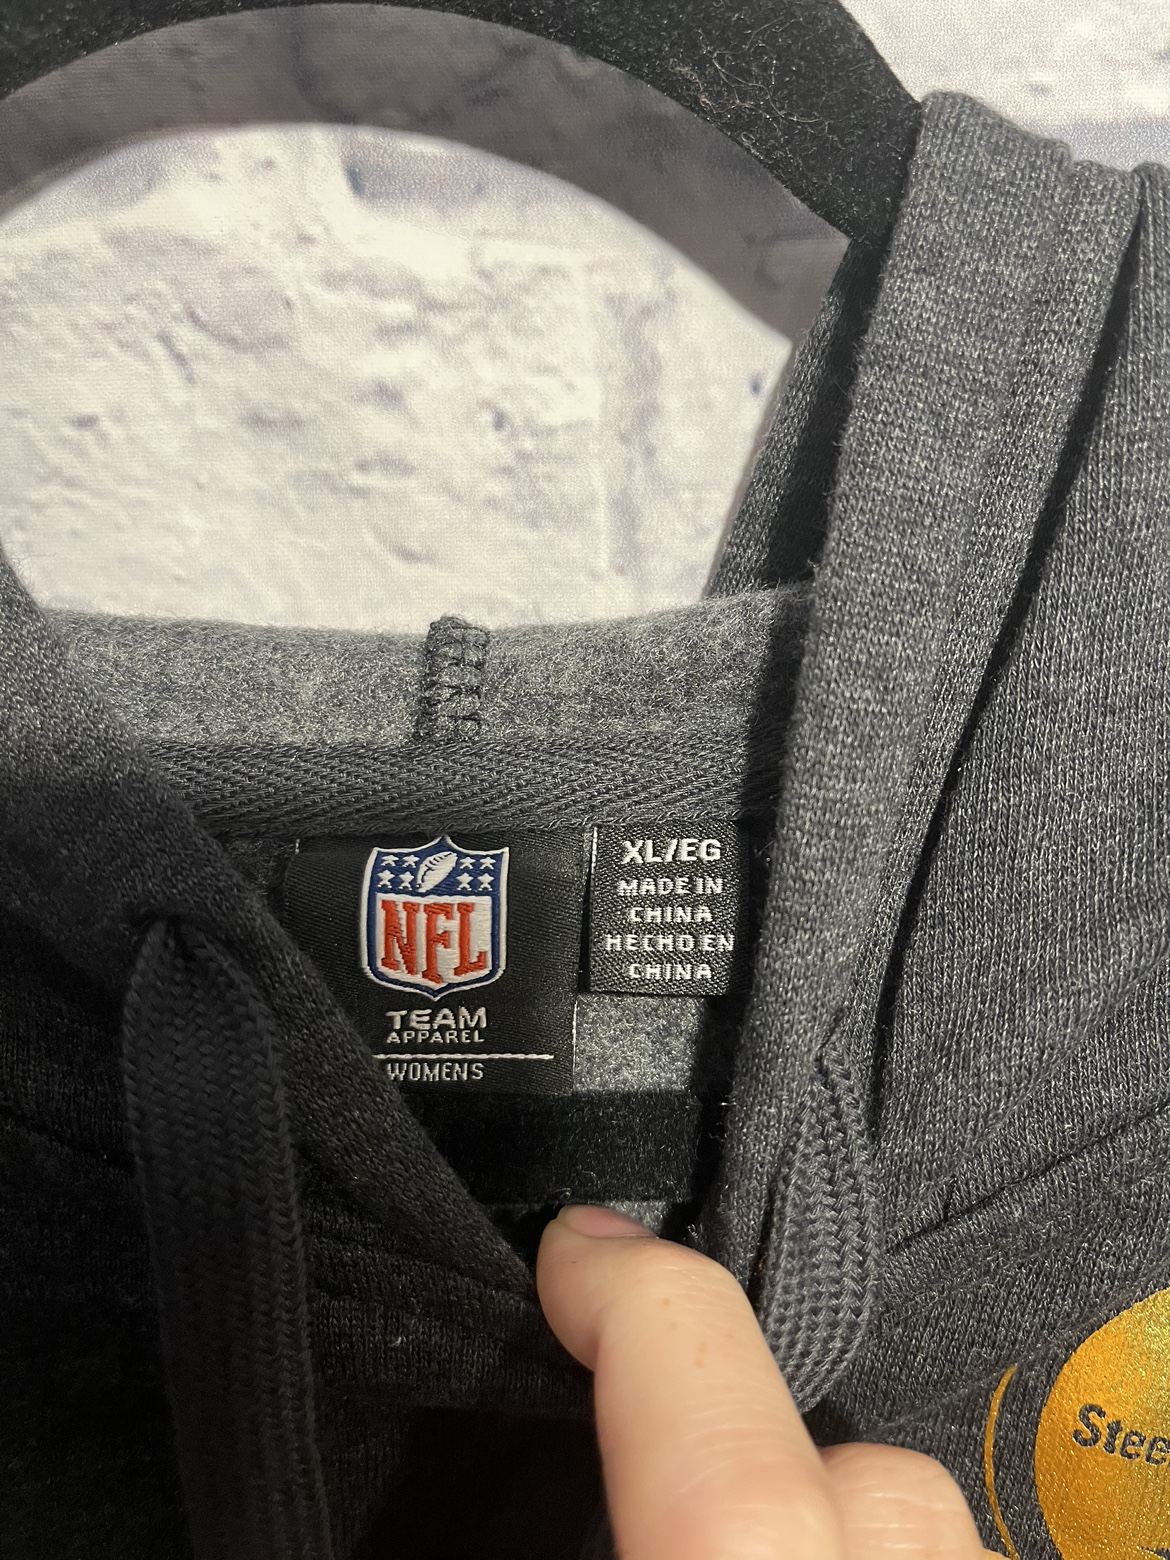 NFL
TEAM
APPAREL
WOMENS
XL/EG
MADE IN
CHINA
HECHO EN
CHINA
Stee